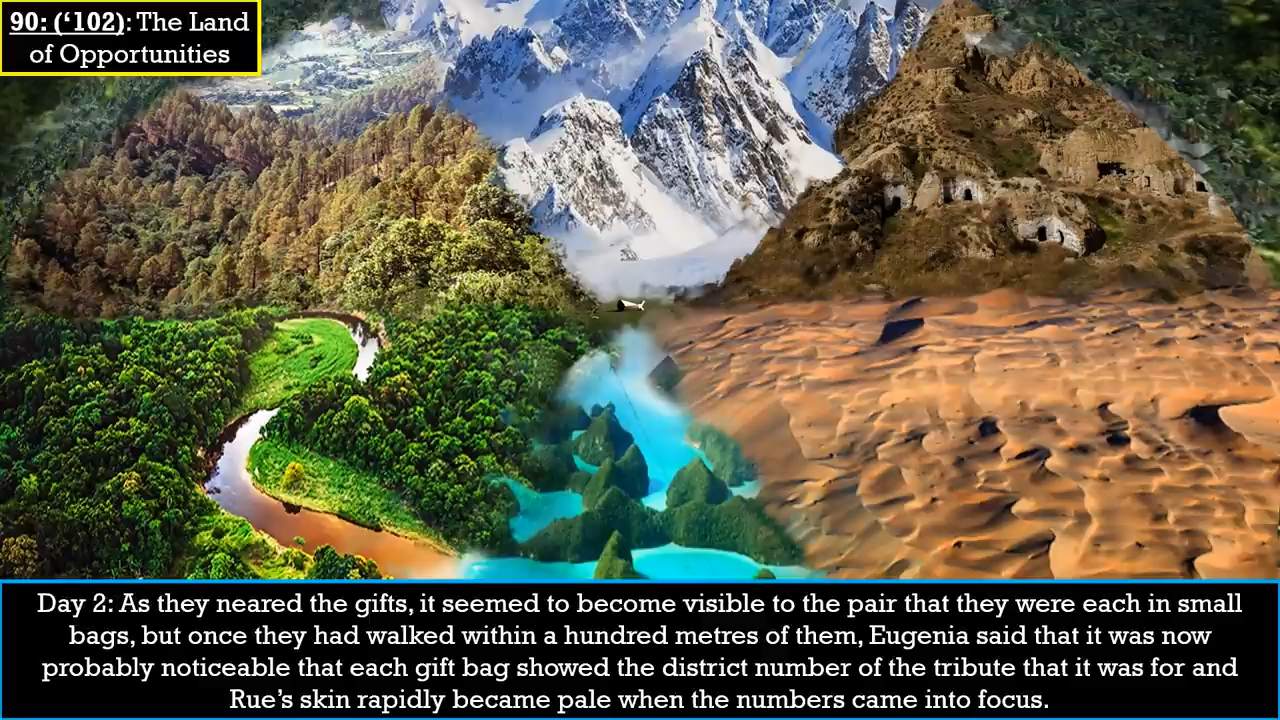 90: (‘102): The Land
of Opportunities
Day 2: As they neared the gifts, it seemed to become visible to the pair that they were each in small
bags, but once they had walked within a hundred metres of them, Eugenia said that it was now
probably noticeable that each gift bag showed the district number of the tribute that it was for and
Rue’s skin rapidly became pale when the numbers came into focus.